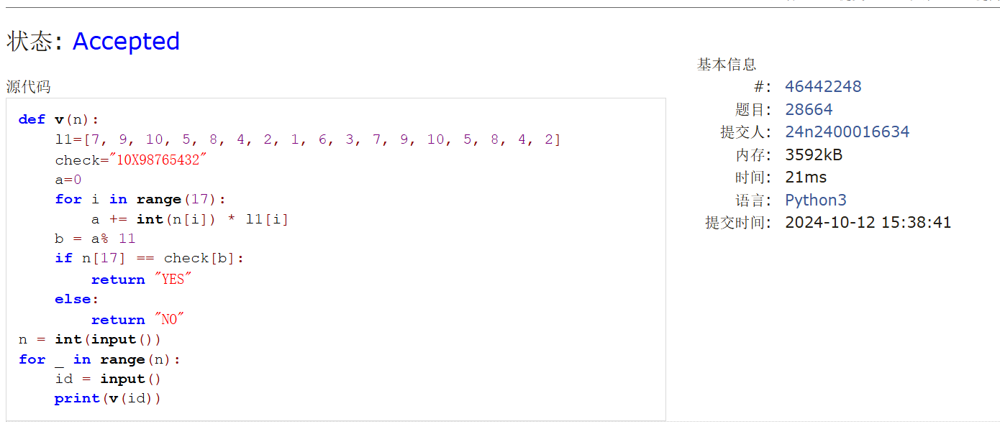 状态: Accepted
源代码
def v(n):
    l1=[7, 9, 10, 5, 8, 4, 2, 1, 6, 3, 7, 9, 10, 5, 8, 4, 2]
    check="10X98765432"
    a=0
    for i in range(17):
        a += int(n[i]) * l1[i]
    b = a% 11
    if n[17] == check[b]:
        return "YES"
    else:
        return "NO"
n = int(input())
for _ in range(n):
    id = input()
    print(v(id))
基本信息
#: 46442248
题目: 28664
提交人: 24n2400016634
内存: 3592kB
时间: 21ms
语言: Python3
提交时间: 2024-10-12 15:38:41